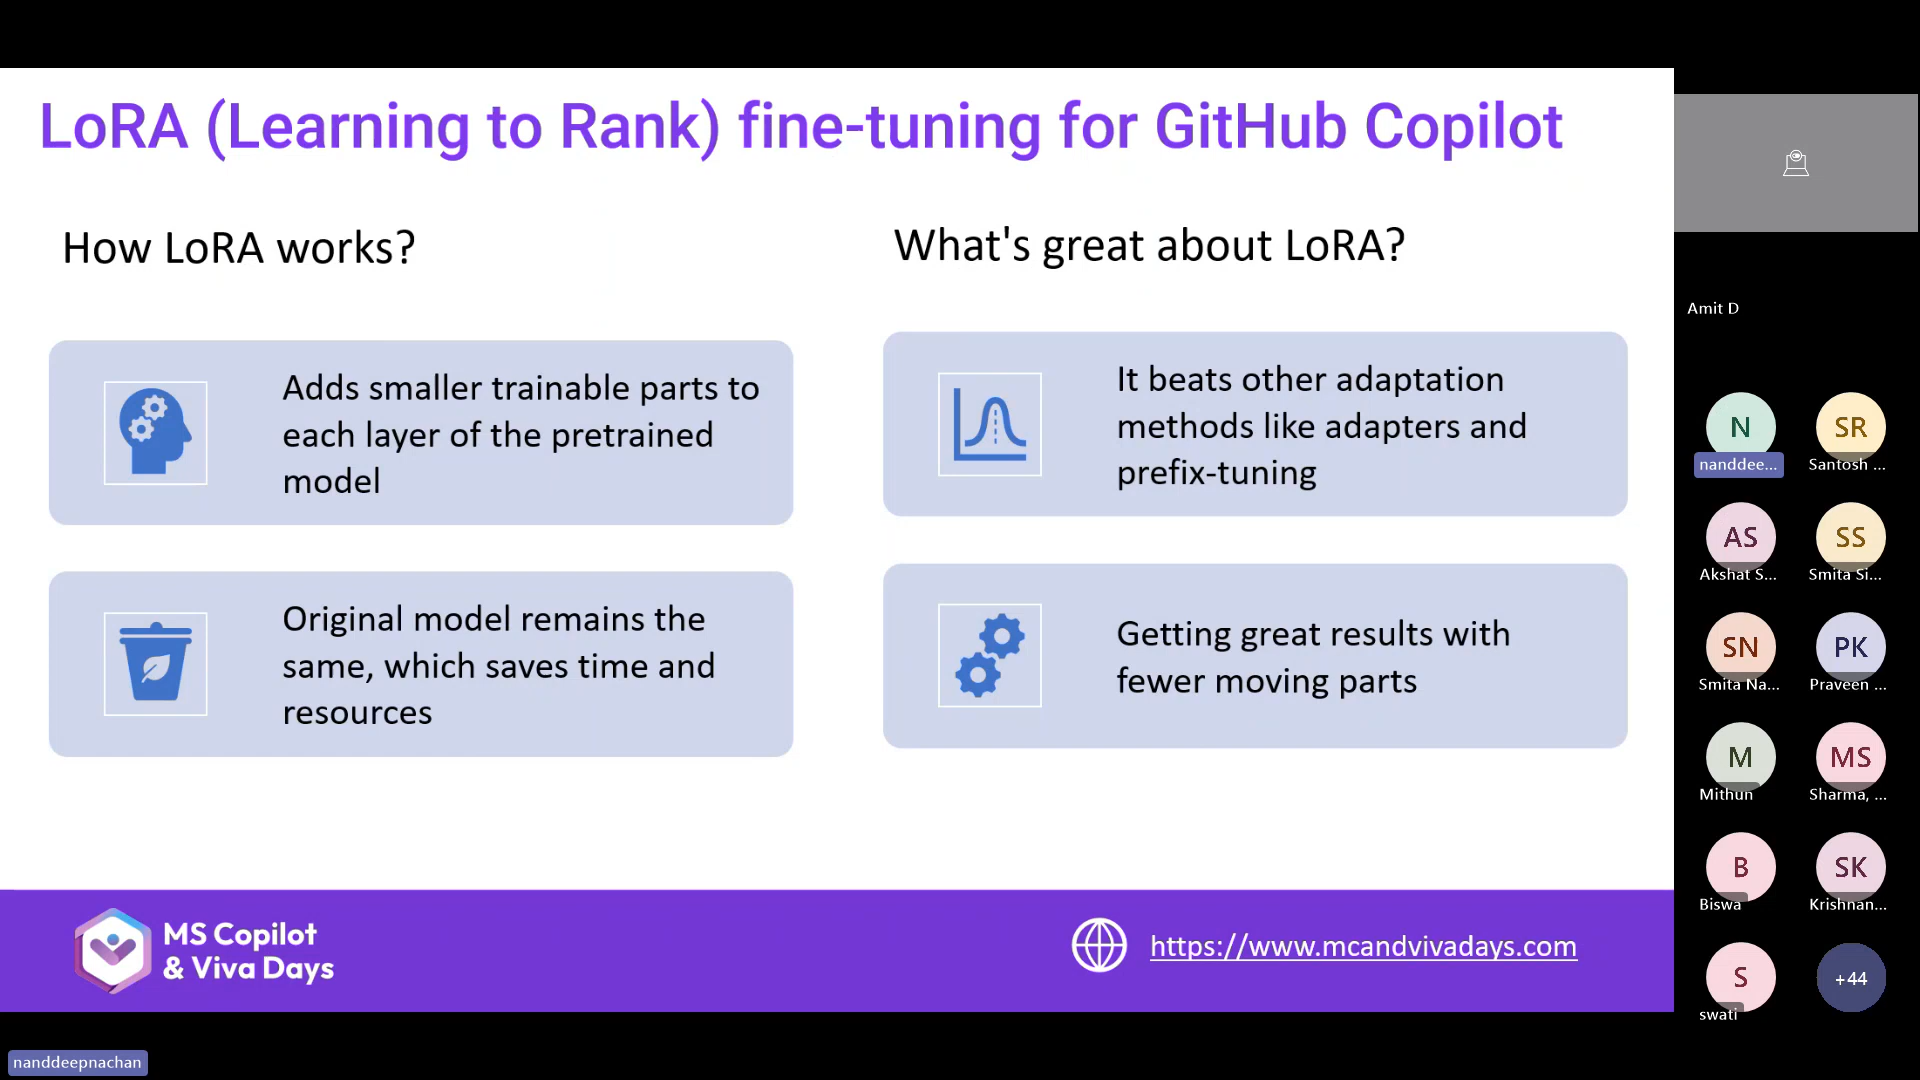 LoRA (Learning to Rank) fine-tuning for GitHub Copilot
How LoRA works?
Adds smaller trainable parts to
each layer of the pretrained
model
Original model remains the
same, which saves time and
resources
What's great about LoRA?
It beats other adaptation
methods like adapters and
prefix-tuning
Getting great results with
fewer moving parts
MS Copilot
& Viva Days
https://www.mcandvivadays.com
Amit D
N
nanddee...
SR
Santosh ...
AS
Akshat S...
SS
Smita Si...
SN
Smita Na...
PK
Praveen ...
M
Mithun
MS
Sharma, ...
B
Biswa
SK
Krishnan...
S
swati
+44
nanddeepnachan